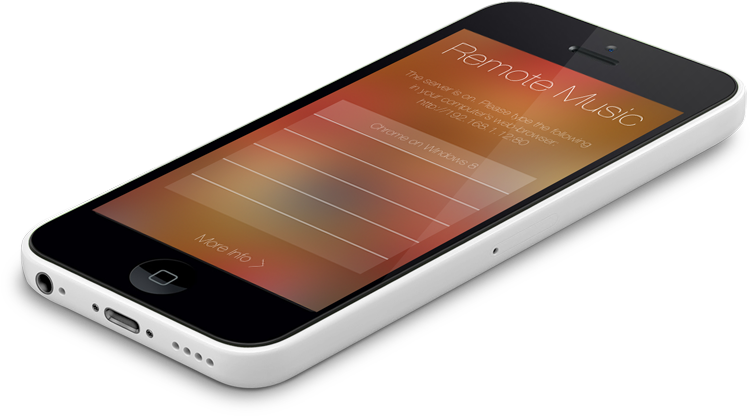 Remote Music
The server is on. Please type the following
in your computer's web-browser:
http://192.168.1.12:80
Chrome on Windows 8
More Info >